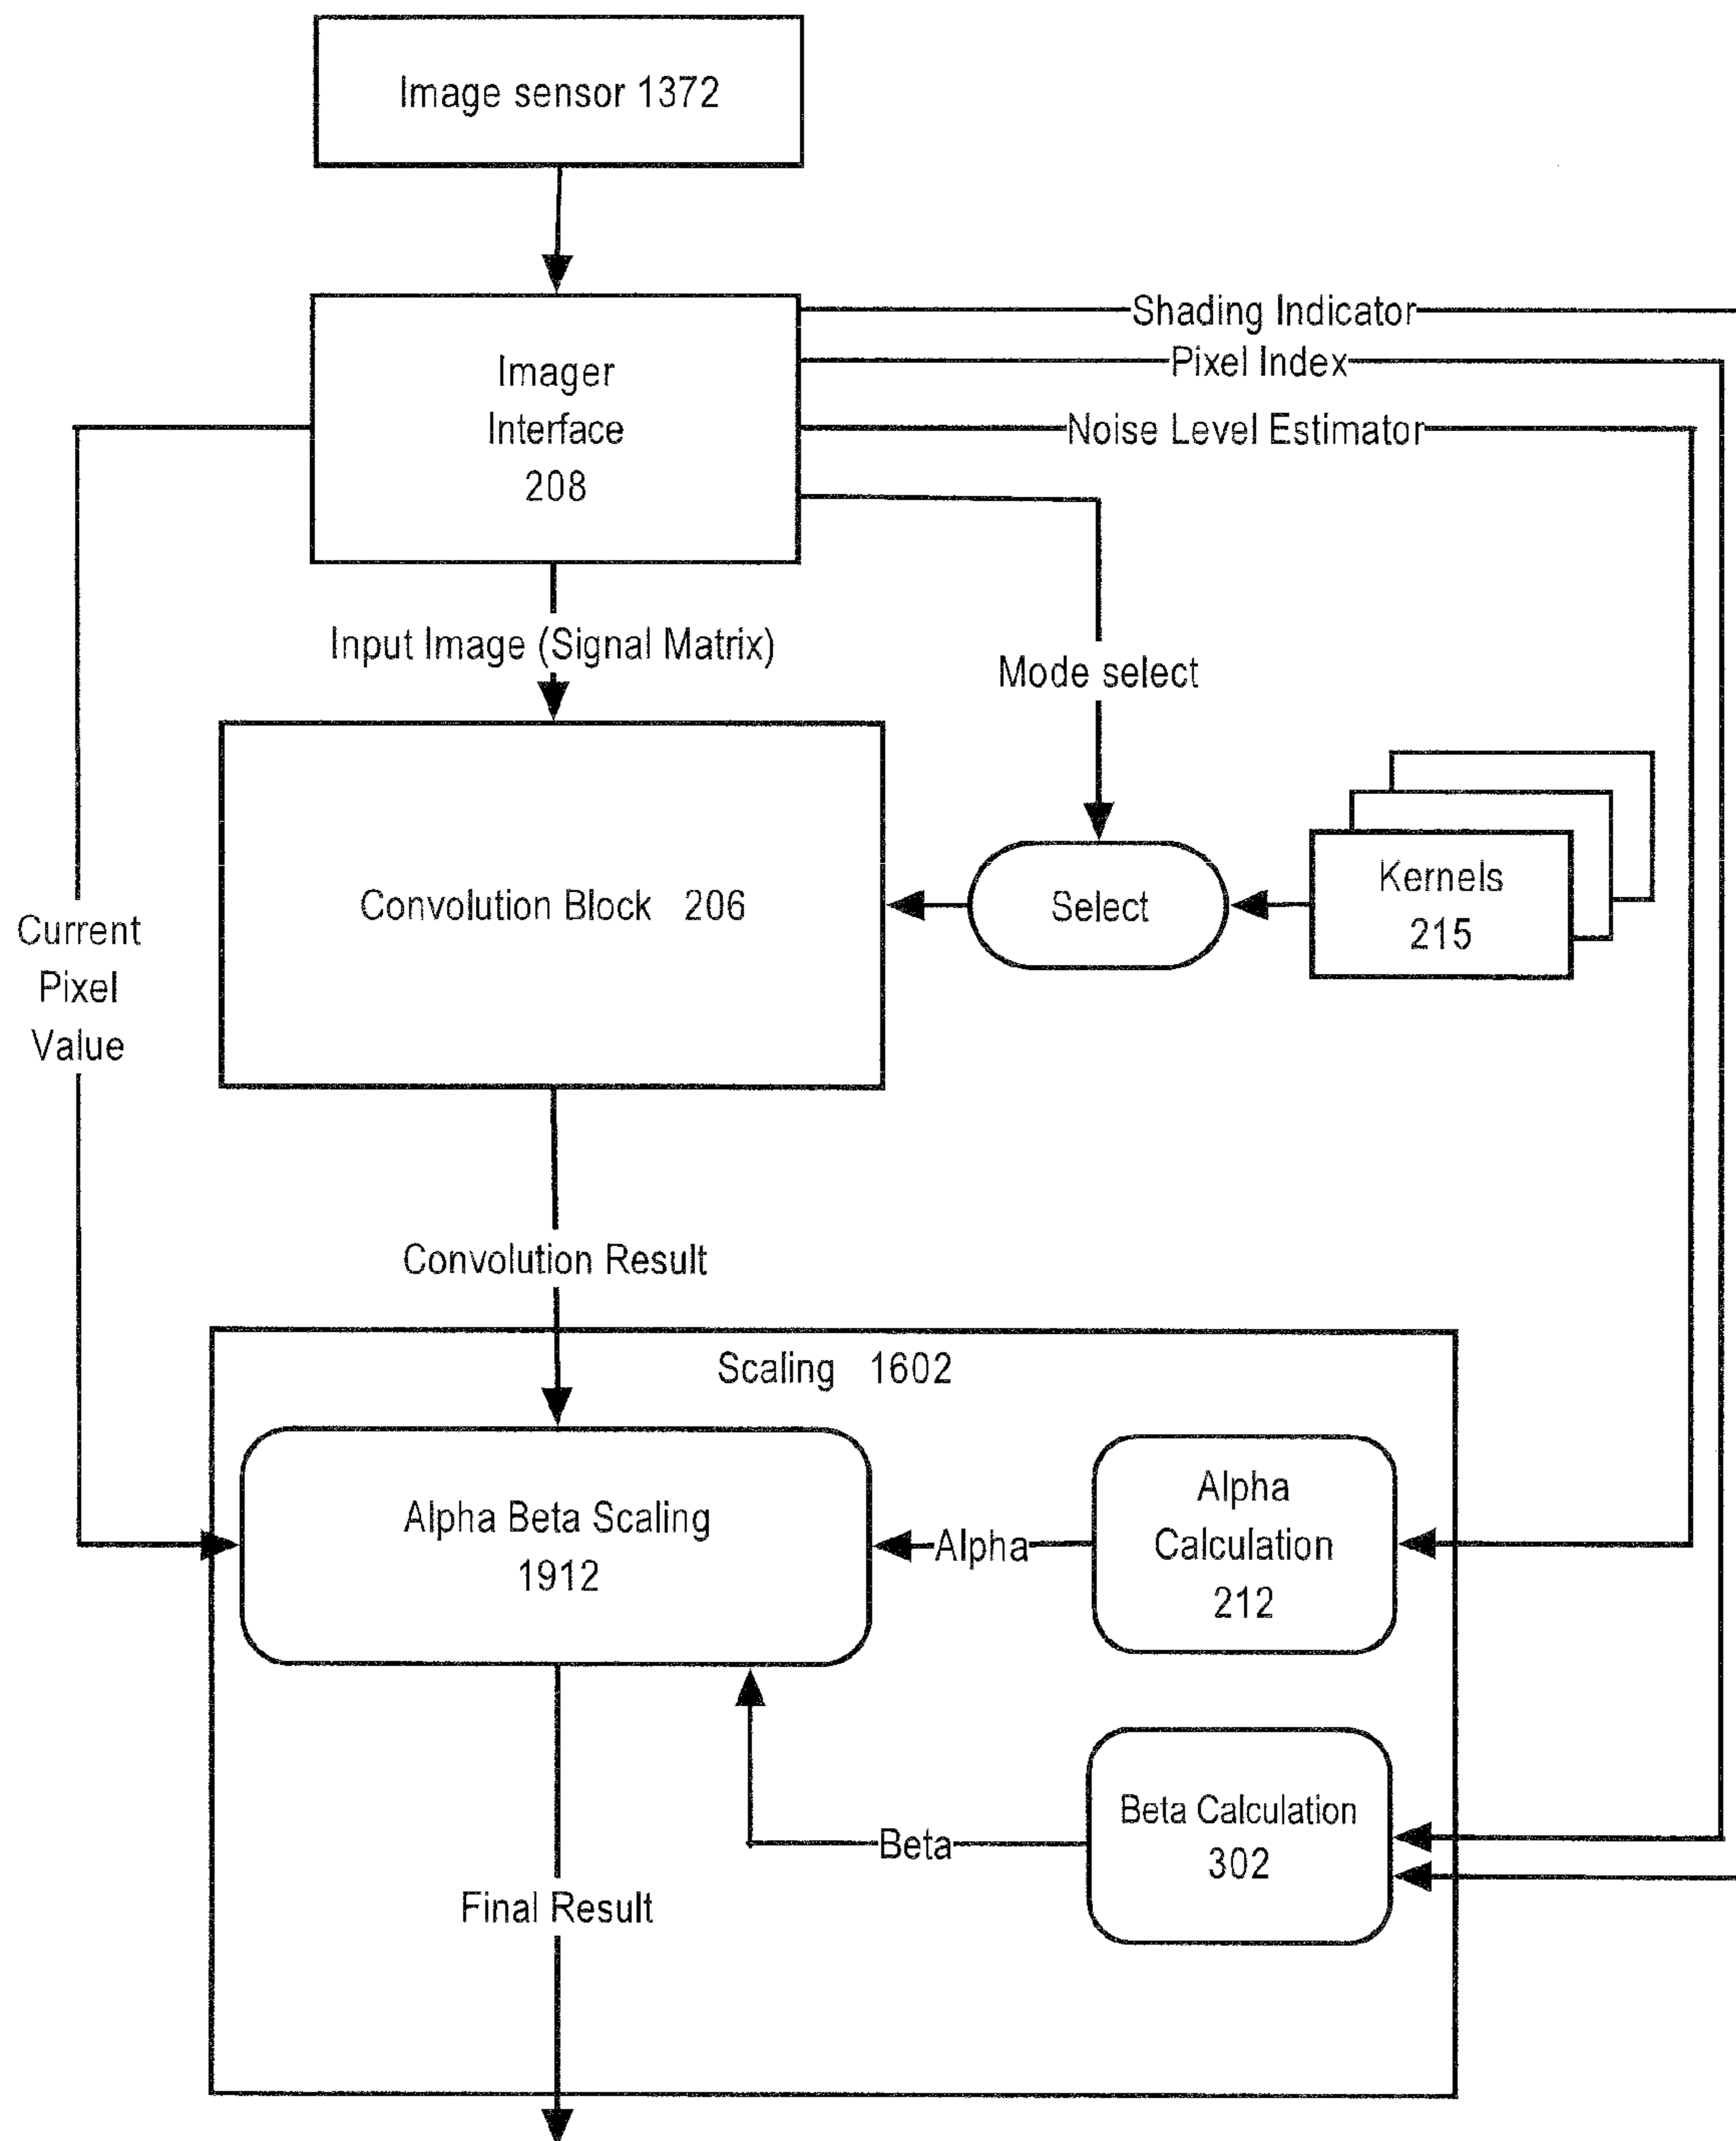 Image sensor 1372
Shading Indicator
Pixel Index
Imager
Interface
208
Noise Level Estimator
Input Image (Signal Matrix)
Mode select
Convolution Block 206
Select
Kernels
215
Current
Pixel
Value
Convolution Result
Scaling 1602
Alpha Beta Scaling
1912
Alpha
Alpha
Calculation
212
Beta
Beta Calculation
302
Final Result